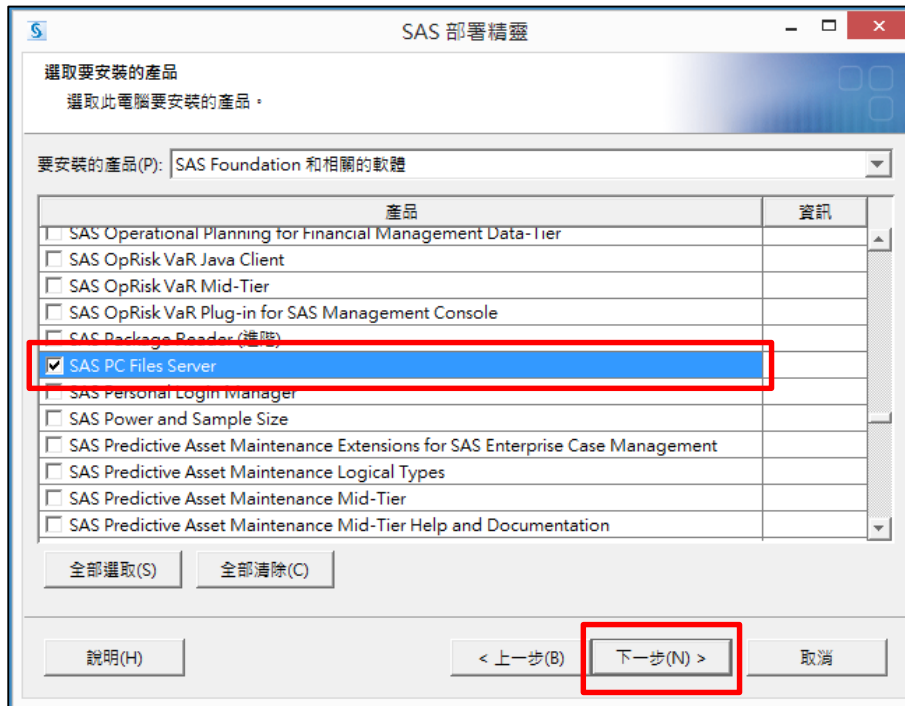 SAS 部署精靈
選取要安裝的產品
選取此電腦要安裝的產品。
要安裝的產品(P): SAS Foundation 和相關的軟體
產品 資訊
SAS Operational Planning for Financial Management Data-Tier
SAS OpRisk VaR Java Client
SAS OpRisk VaR Mid-Tier
SAS OpRisk VaR Plug-in for SAS Management Console
SAS Package Reader (進階)
SAS PC Files Server
SAS Personal Login Manager
SAS Power and Sample Size
SAS Predictive Asset Maintenance Extensions for SAS Enterprise Case Management
SAS Predictive Asset Maintenance Logical Types
SAS Predictive Asset Maintenance Mid-Tier
SAS Predictive Asset Maintenance Mid-Tier Help and Documentation
全部選取(S) 全部清除(C)
說明(H) < 上一步(B) 下一步(N) > 取消